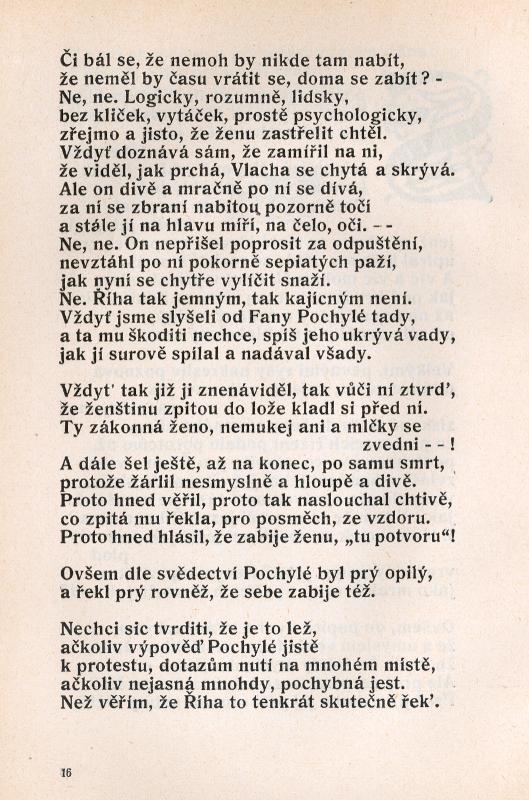 Či bál se, že nemoh by nikde tam nabít,
že neměl by času vrátit se, doma se zabít? -
Ne, ne. Logicky, rozumně, lidsky,
bez kliček, vytáček, prostě psychologicky,
zřejmo a jisto, že ženu zastřelit chtěl.
Vždyť doznává sám, že zamířil na ni,
že viděl, jak prchá, Vlacha se chytá a skrývá.
Ale on divě a mračně po ní se dívá,
za ní se zbraní nabitou pozorně točí
a stále jí na hlavu míří, na čelo, oči. - -
Ne, ne. On nepřišel poprosit za odpuštění,
nevztáhl po ní pokorně sepiatých paží,
jak nyní se chytře vylíčit snaží.
Ne. Říha tak jemným, tak kajícným není.
Vždyť jsme slyšeli od Fany Pochylé tady,
a ta mu škoditi nechce, spíš jeho ukrývá vady,
jak jí surově spílal a nadával všady.
Vždyt' tak již ji znenáviděl, tak vůči ní ztvrd’,
že ženštinu zpitou do lože kladl si před ní.
Ty zákonná ženo, nemukej ani a mlčky se
zvedni - - !
A dále šel ještě, až na konec, po samu smrt,
protože žárlil nesmyslně a hloupě a divě.
Proto hned věřil, proto tak naslouchal chtivě,
co zpitá mu řekla, pro posměch, ze vzdoru.
Proto hned hlásil, že zabije ženu, „tu potvoru“!
Ovšem dle svědectví Pochylé byl prý opilý,
a řekl prý rovněž, že sebe zabije též.
Nechci sic tvrditi, že je to lež,
ačkoliv výpověď Pochylé jistě
k protestu, dotazům nutí na mnohém místě,
ačkoliv nejasná mnohdy, pochybná jest.
Než věřím, že Říha to tenkrát skutečně řek’.
16